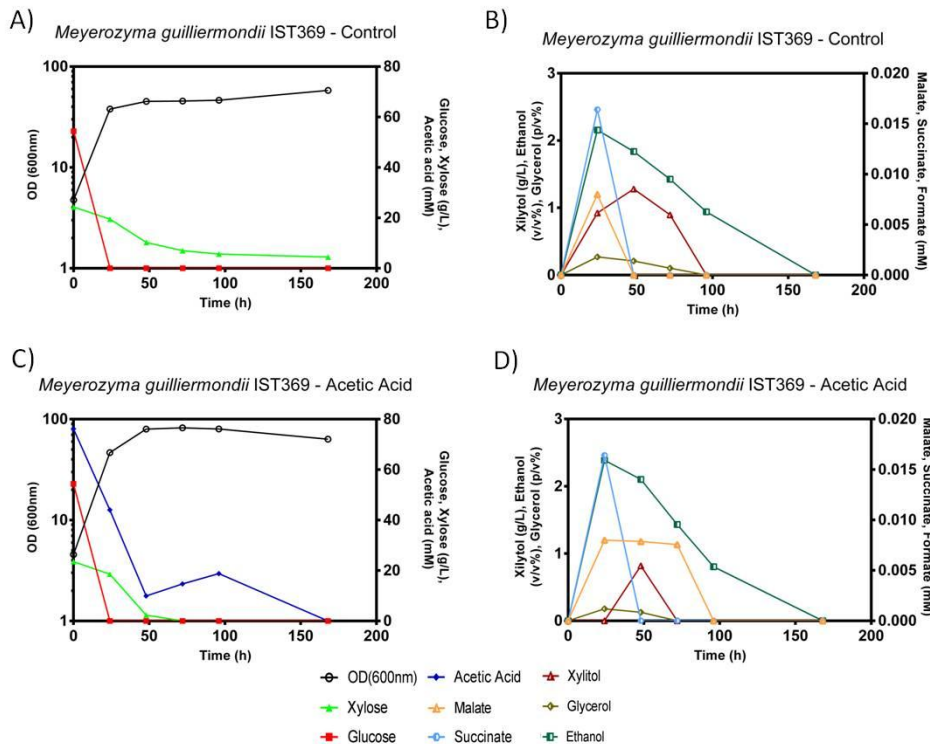 A)
Meyerozyma guilliermondii IST369 - Control
100
10
1
OD (600nm)
80
60
40
20
0
Glucose, Xylose (g/L),
Acetic acid (mM)
0
50
100
150
200
Time (h)
B)
Meyerozyma guilliermondii IST369 - Control
3
2
1
0
Xilytol (g/L), Ethanol
(v/v%), Glycerol (p/v%)
0.020
0.015
0.010
0.005
0.000
Malate, Succinate, Formate (mM)
0
50
100
150
200
Time (h)
C)
Meyerozyma guilliermondii IST369 - Acetic Acid
100
10
1
OD (600nm)
80
60
40
20
0
Glucose, Xylose (g/L),
Acetic acid (mM)
0
50
100
150
200
Time (h)
D)
Meyerozyma guilliermondii IST369 - Acetic Acid
3
2
1
0
Xilytol (g/L), Ethanol
(v/v%), Glycerol (p/v%)
0.020
0.015
0.010
0.005
0.000
Malate, Succinate, Formate (mM)
0
50
100
150
200
Time (h)
OD(600nm)
Acetic Acid
Xylitol
Xylose
Malate
Glycerol
Glucose
Succinate
Ethanol